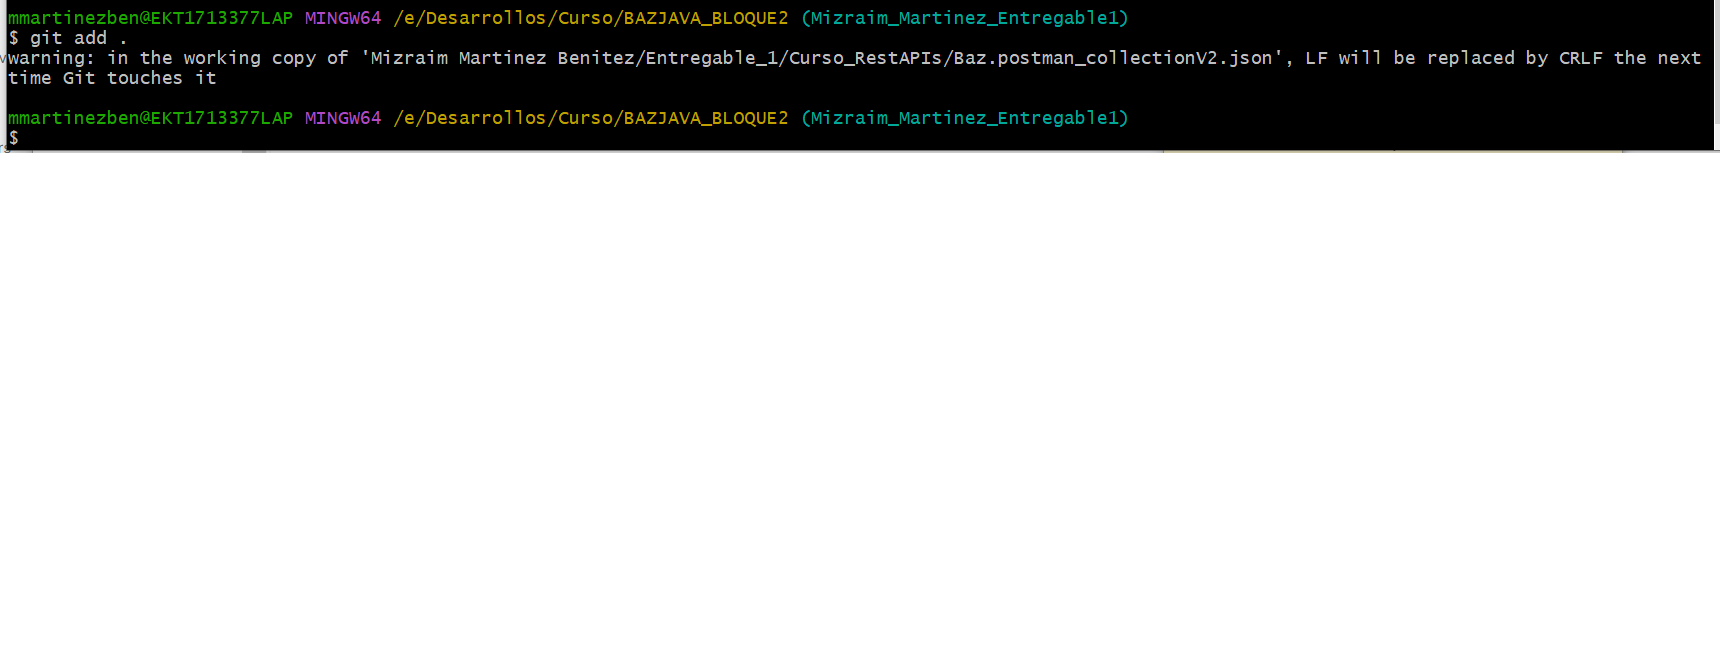 mmartinezben@EKT1713377LAP MINGW64 /e/Desarrollos/Curso/BAZJAVA_BLOQUE2 (Mizraim_Martinez_Entregable1)
$ git add .
warning: in the working copy of 'Mizraim Martinez Benitez/Entregable_1/Curso_RestAPIs/Baz.postman_collectionV2.json', LF will be replaced by CRLF the next
time Git touches it
mmartinezben@EKT1713377LAP MINGW64 /e/Desarrollos/Curso/BAZJAVA_BLOQUE2 (Mizraim_Martinez_Entregable1)
$